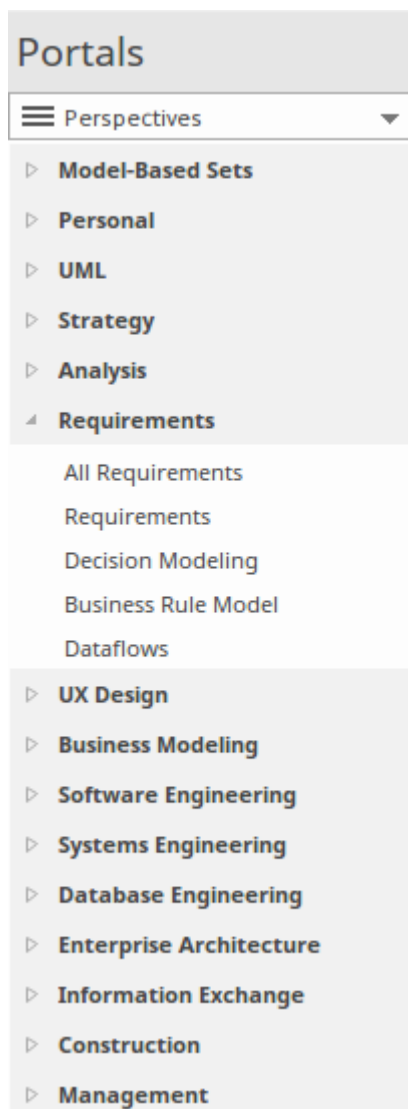 Portals
Perspectives
Model-Based Sets
Personal
UML
Strategy
Analysis
Requirements
All Requirements
Requirements
Decision Modeling
Business Rule Model
Dataflows
UX Design
Business Modeling
Software Engineering
Systems Engineering
Database Engineering
Enterprise Architecture
Information Exchange
Construction
Management